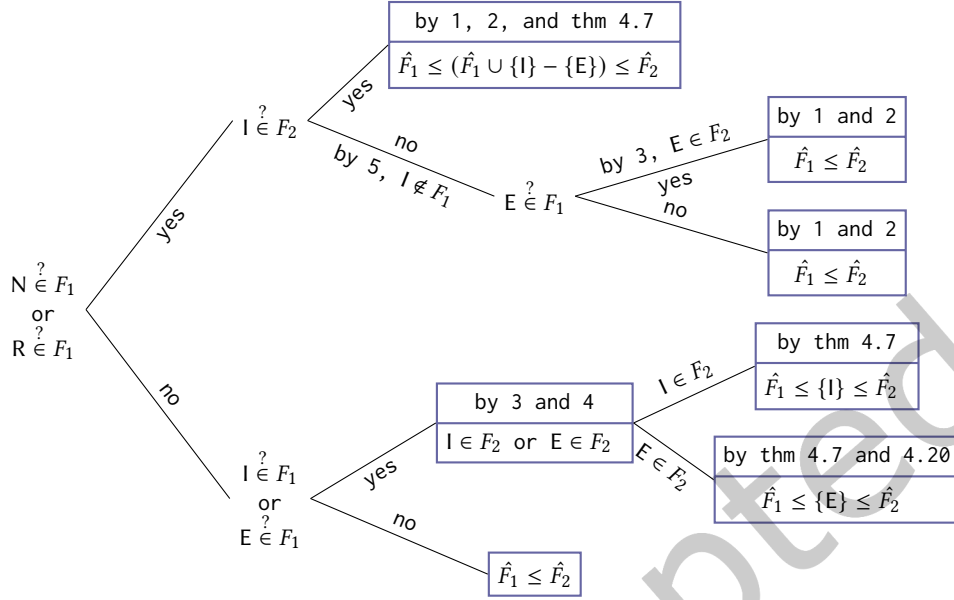 by 1, 2, and thm 4.7
F̂₁ ≤ (F̂₁ ∪ {I} − {E}) ≤ F̂₂
yes
I ∈? F₂
no
by 5, I ∉ F₁
E ∈? F₁
by 3, E ∈ F₂
yes
no
by 1 and 2
F̂₁ ≤ F̂₂
by 1 and 2
F̂₁ ≤ F̂₂
yes
N ∈? F₁
or
R ∈? F₁
no
I ∈? F₁
or
E ∈? F₁
yes
no
by 3 and 4
I ∈ F₂ or E ∈ F₂
I ∈ F₂
E ∈ F₂
by thm 4.7
F̂₁ ≤ {I} ≤ F̂₂
by thm 4.7 and 4.20
F̂₁ ≤ {E} ≤ F̂₂
F̂₁ ≤ F̂₂
pted